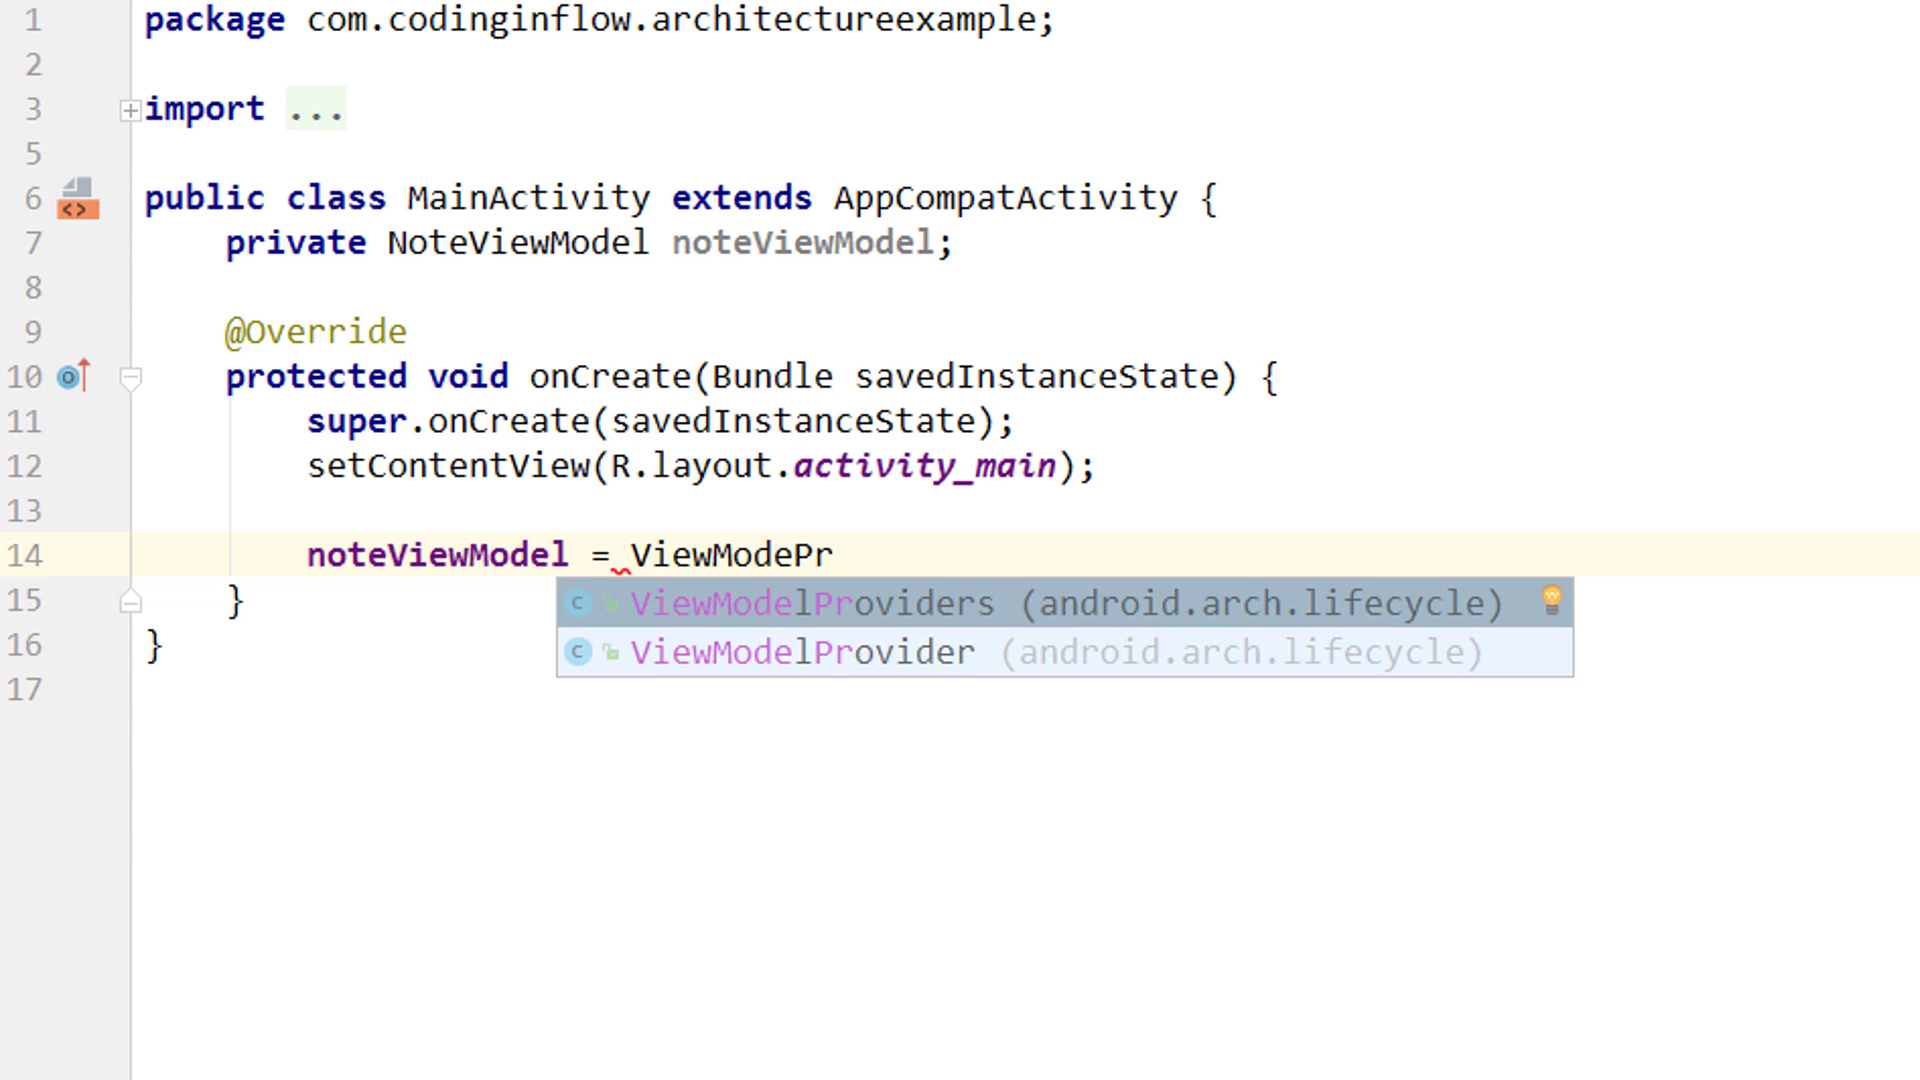 1 package com.codinginflow.architectureexample;
2
3 import ...
5
6 public class MainActivity extends AppCompatActivity {
7 private NoteViewModel noteViewModel;
8
9 @Override
10 protected void onCreate(Bundle savedInstanceState) {
11 super.onCreate(savedInstanceState);
12 setContentView(R.layout.activity_main);
13
14 noteViewModel = ViewModePr
ViewModelProviders (android.arch.lifecycle)
15 }
ViewModelProvider (android.arch.lifecycle)
16 }
17